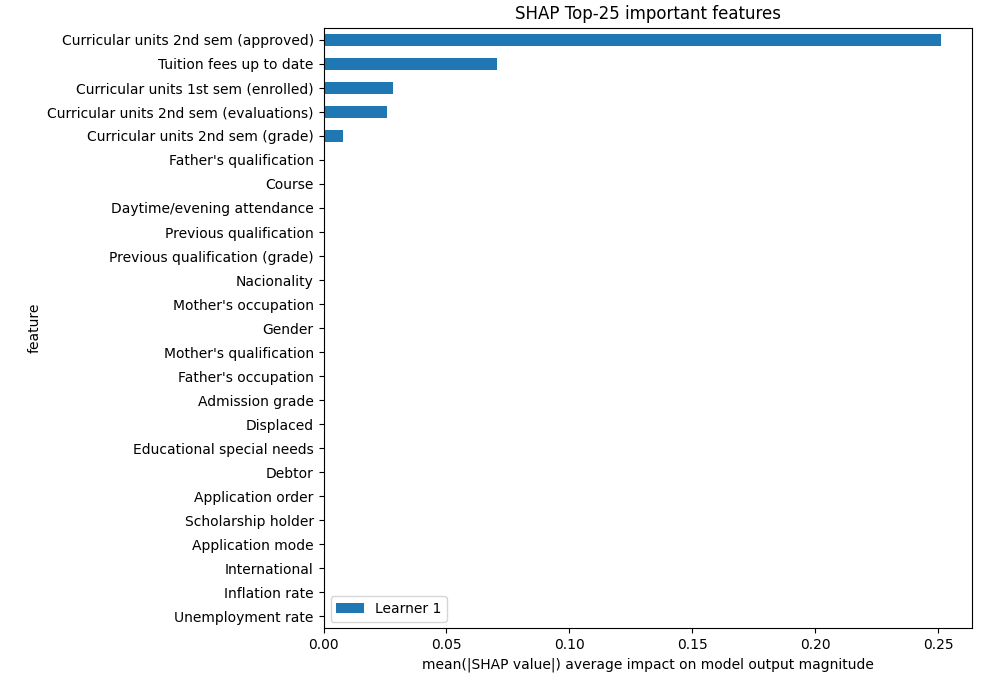 SHAP Top-25 important features
Curricular units 2nd sem (approved)
Tuition fees up to date
Curricular units 1st sem (enrolled)
Curricular units 2nd sem (evaluations)
Curricular units 2nd sem (grade)
Father's qualification
Course
Daytime/evening attendance
Previous qualification
Previous qualification (grade)
Nacionality
Mother's occupation
Gender
Mother's qualification
Father's occupation
Admission grade
Displaced
Educational special needs
Debtor
Application order
Scholarship holder
Application mode
International
Inflation rate
Unemployment rate
feature
Learner 1
0.00 0.05 0.10 0.15 0.20 0.25
mean(|SHAP value|) average impact on model output magnitude